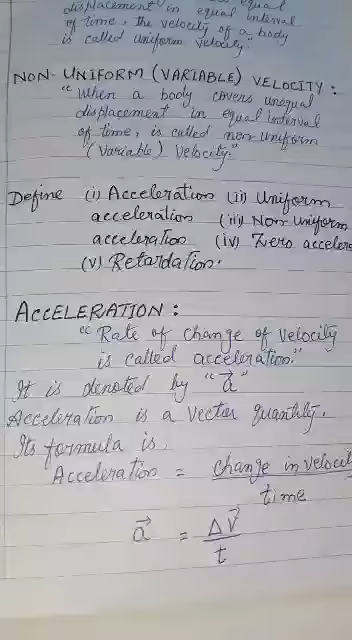 displacement in equal interval
of time, the velocity of a body
is called uniform velocity."
NON-UNIFORM (VARIABLE) VELOCITY:
"When a body covers unequal
displacement in equal interval
of time, is called non-uniform
(variable) velocity."
Define (i) Acceleration (ii) Uniform
acceleration (iii) Non Uniform
acceleration (iv) Zero accelera
(v) Retardation.
ACCELERATION:
"Rate of change of velocity
is called acceleration."
It is denoted by "a⃗"
Acceleration is a vector quantity.
Its formula is,
Acceleration = change in velocity
time
a⃗ = ΔV⃗
t